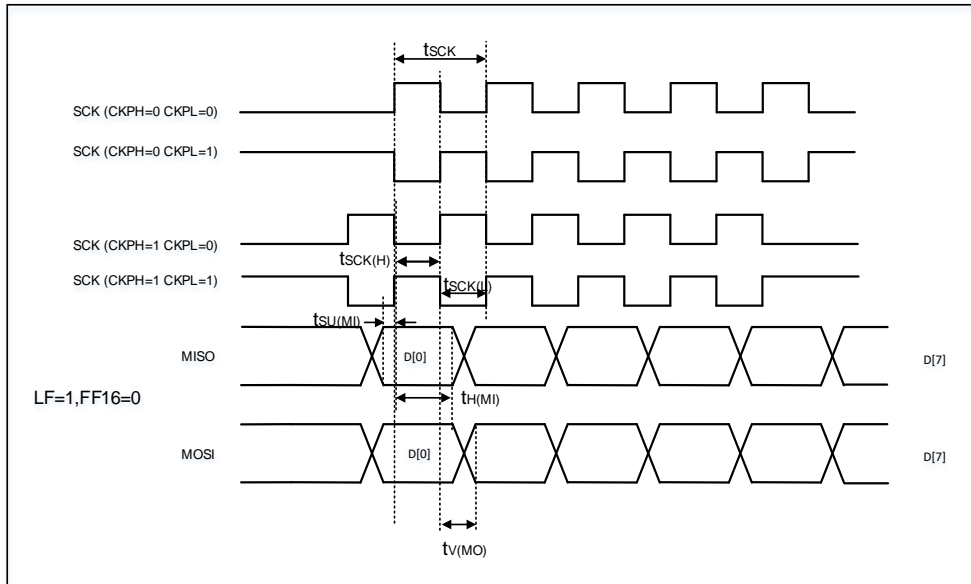 tSCK
SCK (CKPH=0 CKPL=0)
SCK (CKPH=0 CKPL=1)
SCK (CKPH=1 CKPL=0)
tSCK(H)
SCK (CKPH=1 CKPL=1)
tSCK(L)
tSU(MI)
MISO
D[0]
D[7]
LF=1,FF16=0
tH(MI)
MOSI
D[0]
D[7]
tV(MO)